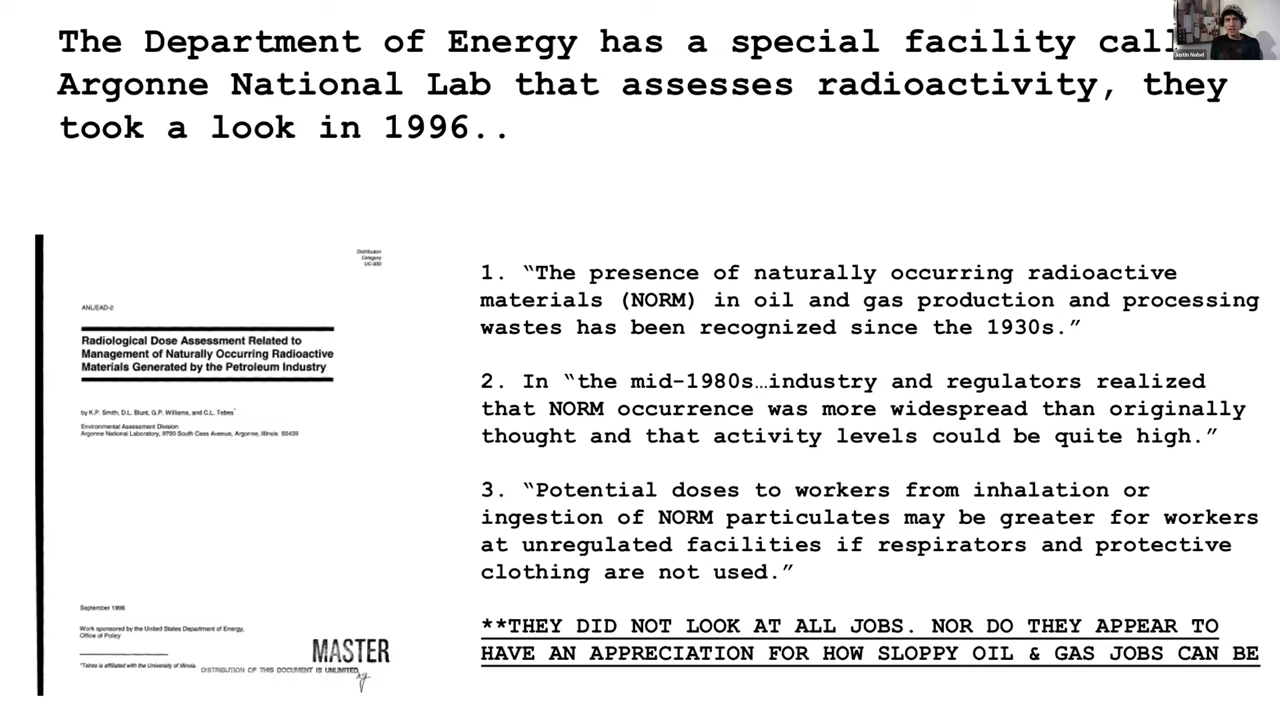 The Department of Energy has a special facility call
Argonne National Lab that assesses radioactivity, they
took a look in 1996..
Justin Nobel
Distribution
Category
UC-600
ANL/EAD-2
Radiological Dose Assessment Related to
Management of Naturally Occurring Radioactive
Materials Generated by the Petroleum Industry
by K.P. Smith, D.L. Blunt, G.P. Williams, and C.L. Tebes*
Environmental Assessment Division
Argonne National Laboratory, 9700 South Cass Avenue, Argonne, Illinois 60439
September 1996
Work sponsored by the United States Department of Energy,
Office of Policy
*Tebes is affiliated with the University of Illinois.
MASTER
DISTRIBUTION OF THIS DOCUMENT IS UNLIMITED
1. “The presence of naturally occurring radioactive
materials (NORM) in oil and gas production and processing
wastes has been recognized since the 1930s.”
2. In “the mid-1980s…industry and regulators realized
that NORM occurrence was more widespread than originally
thought and that activity levels could be quite high.”
3. “Potential doses to workers from inhalation or
ingestion of NORM particulates may be greater for workers
at unregulated facilities if respirators and protective
clothing are not used.”
**THEY DID NOT LOOK AT ALL JOBS. NOR DO THEY APPEAR TO
HAVE AN APPRECIATION FOR HOW SLOPPY OIL & GAS JOBS CAN BE